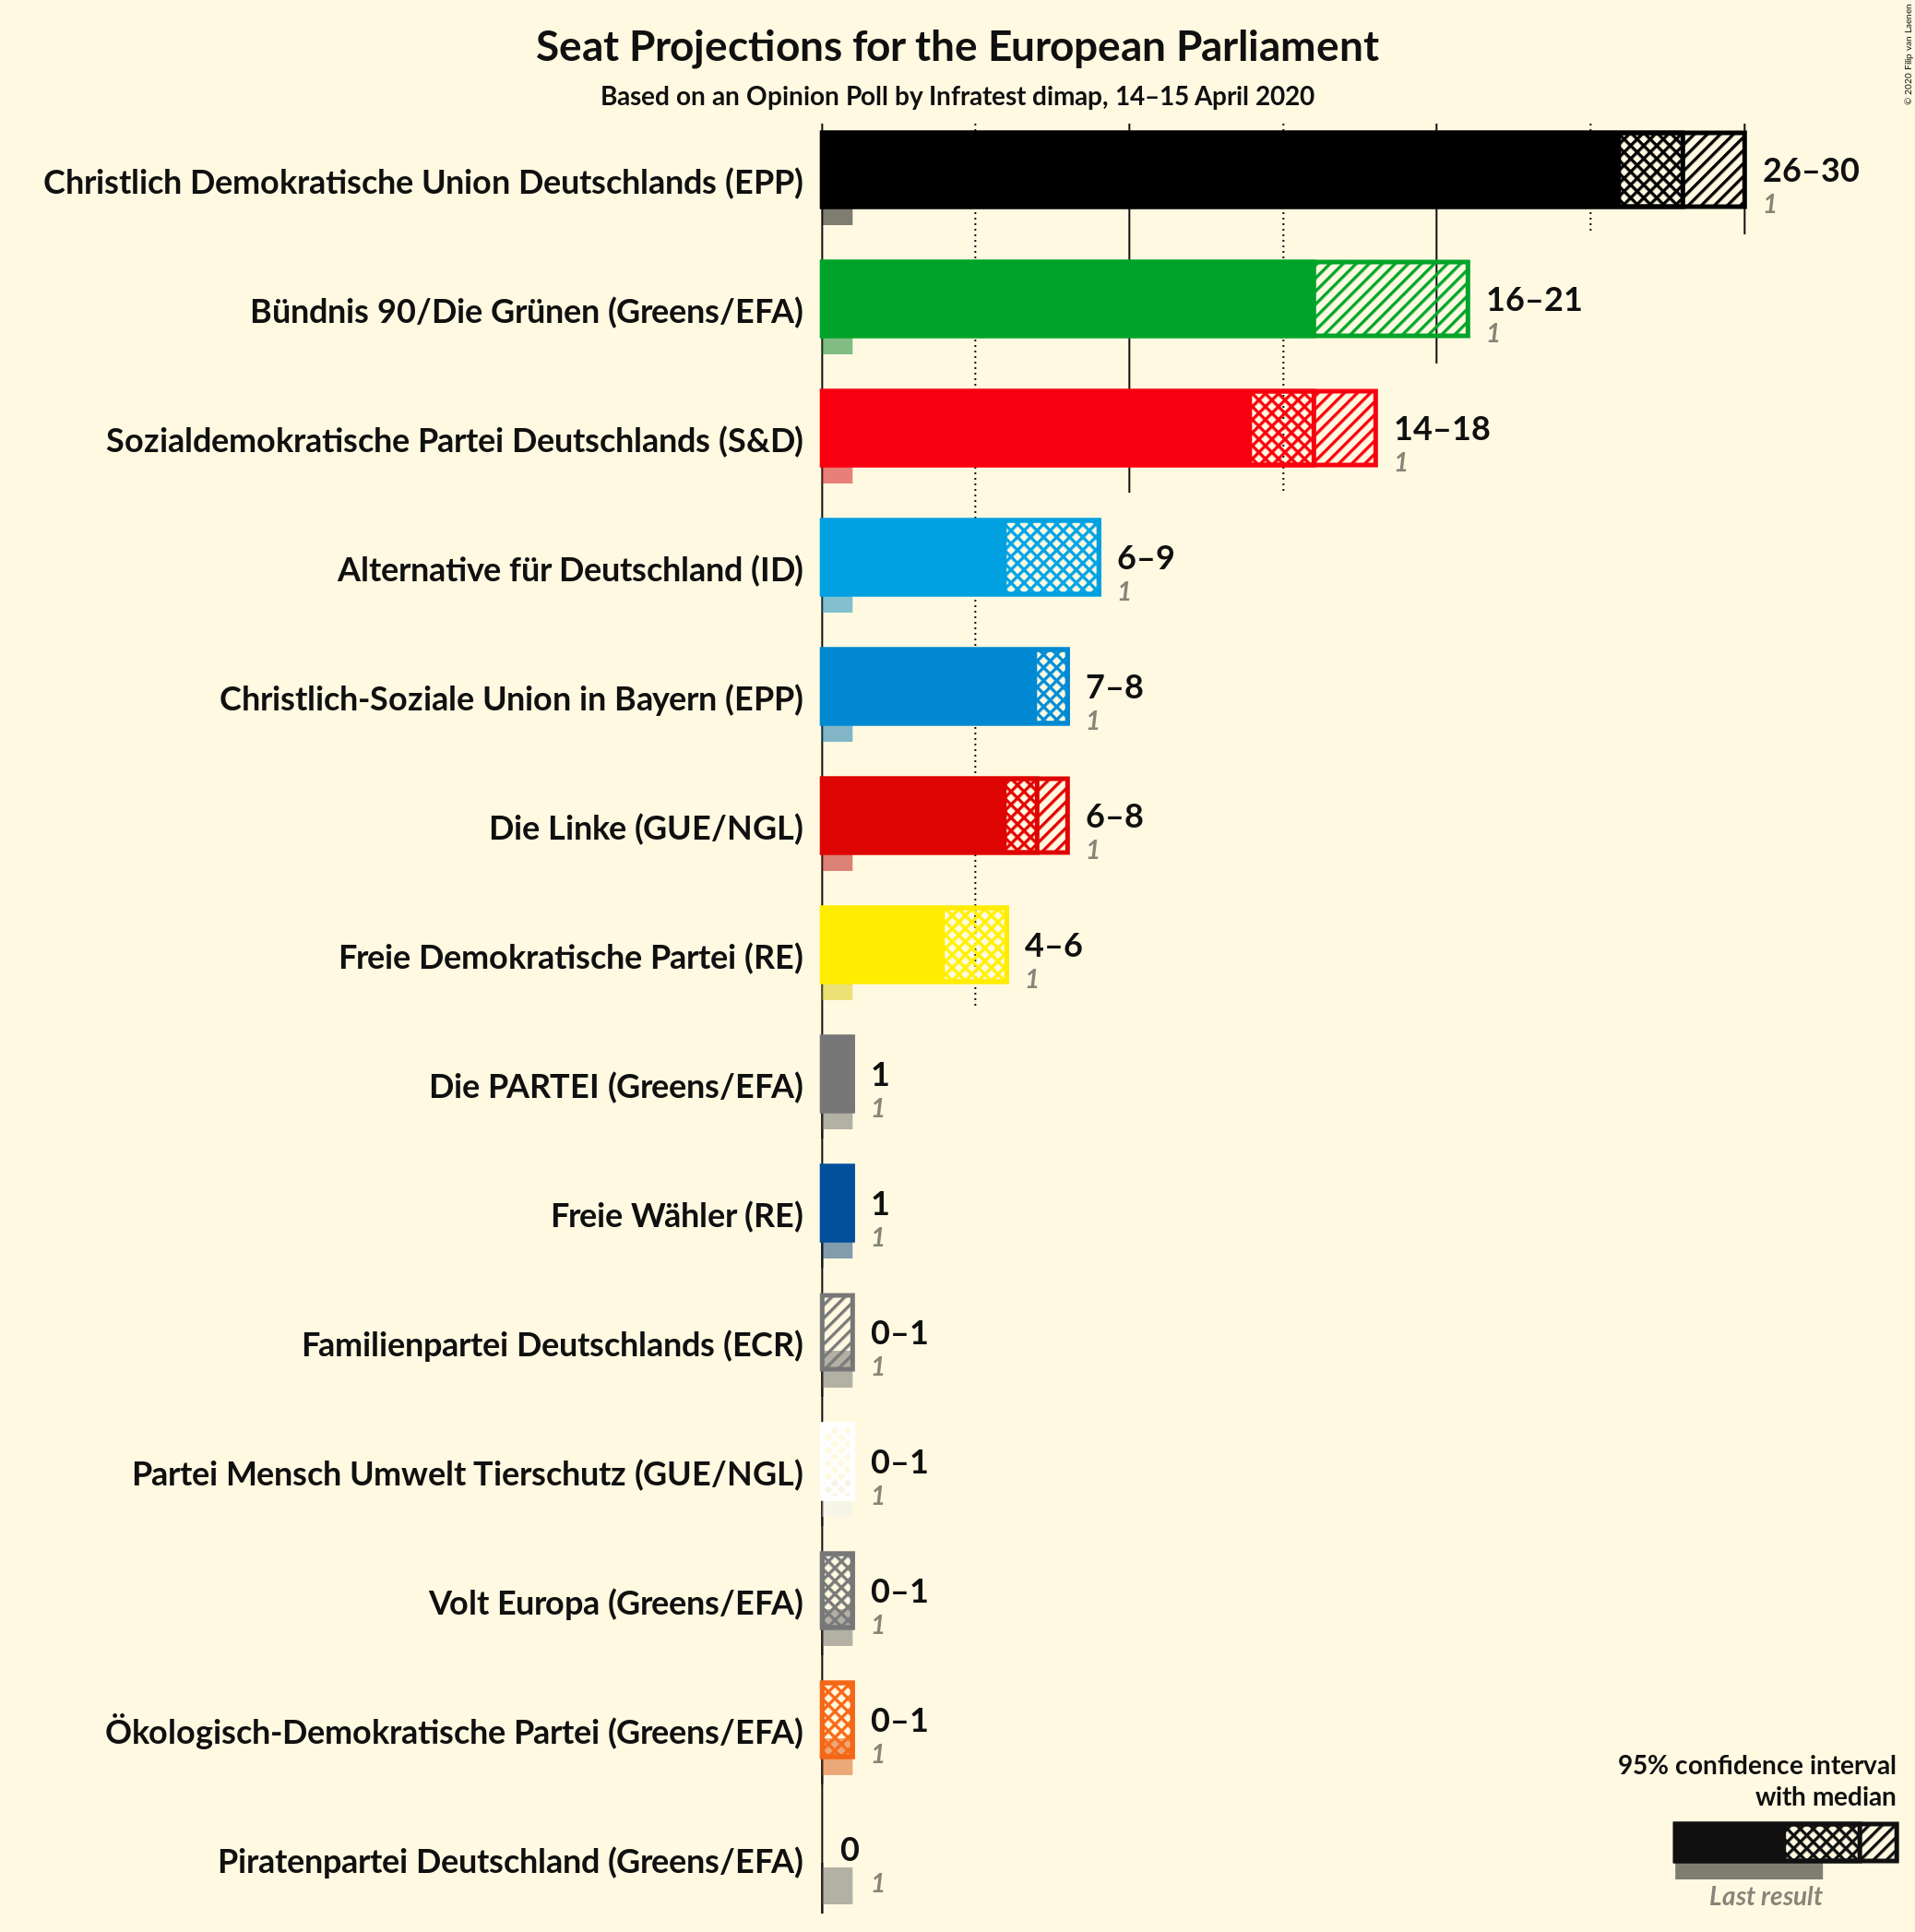 Seat Projections for the European Parliament
Based on an Opinion Poll by Infratest dimap, 14–15 April 2020
© 2020 Filip van Laenen
Christlich Demokratische Union Deutschlands (EPP)
26–30
1
Bündnis 90/Die Grünen (Greens/EFA)
16–21
1
Sozialdemokratische Partei Deutschlands (S&D)
14–18
1
Alternative für Deutschland (ID)
6–9
1
Christlich-Soziale Union in Bayern (EPP)
7–8
1
Die Linke (GUE/NGL)
6–8
1
Freie Demokratische Partei (RE)
4–6
1
Die PARTEI (Greens/EFA)
1
1
Freie Wähler (RE)
1
1
Familienpartei Deutschlands (ECR)
0–1
1
Partei Mensch Umwelt Tierschutz (GUE/NGL)
0–1
1
Volt Europa (Greens/EFA)
0–1
1
Ökologisch-Demokratische Partei (Greens/EFA)
0–1
1
Piratenpartei Deutschland (Greens/EFA)
0
1
95% confidence interval
with median
Last result